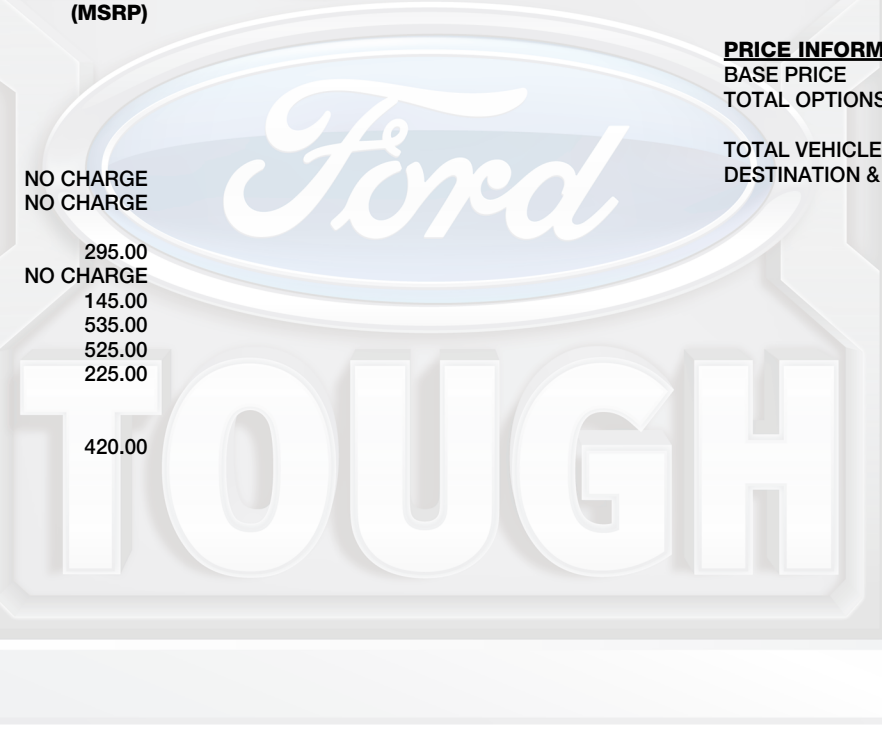 (MSRP)
NO CHARGE
NO CHARGE
295.00
NO CHARGE
145.00
535.00
525.00
225.00
420.00
PRICE INFORM
BASE PRICE
TOTAL OPTIONS
TOTAL VEHICLE
DESTINATION &
Ford
TOUGH